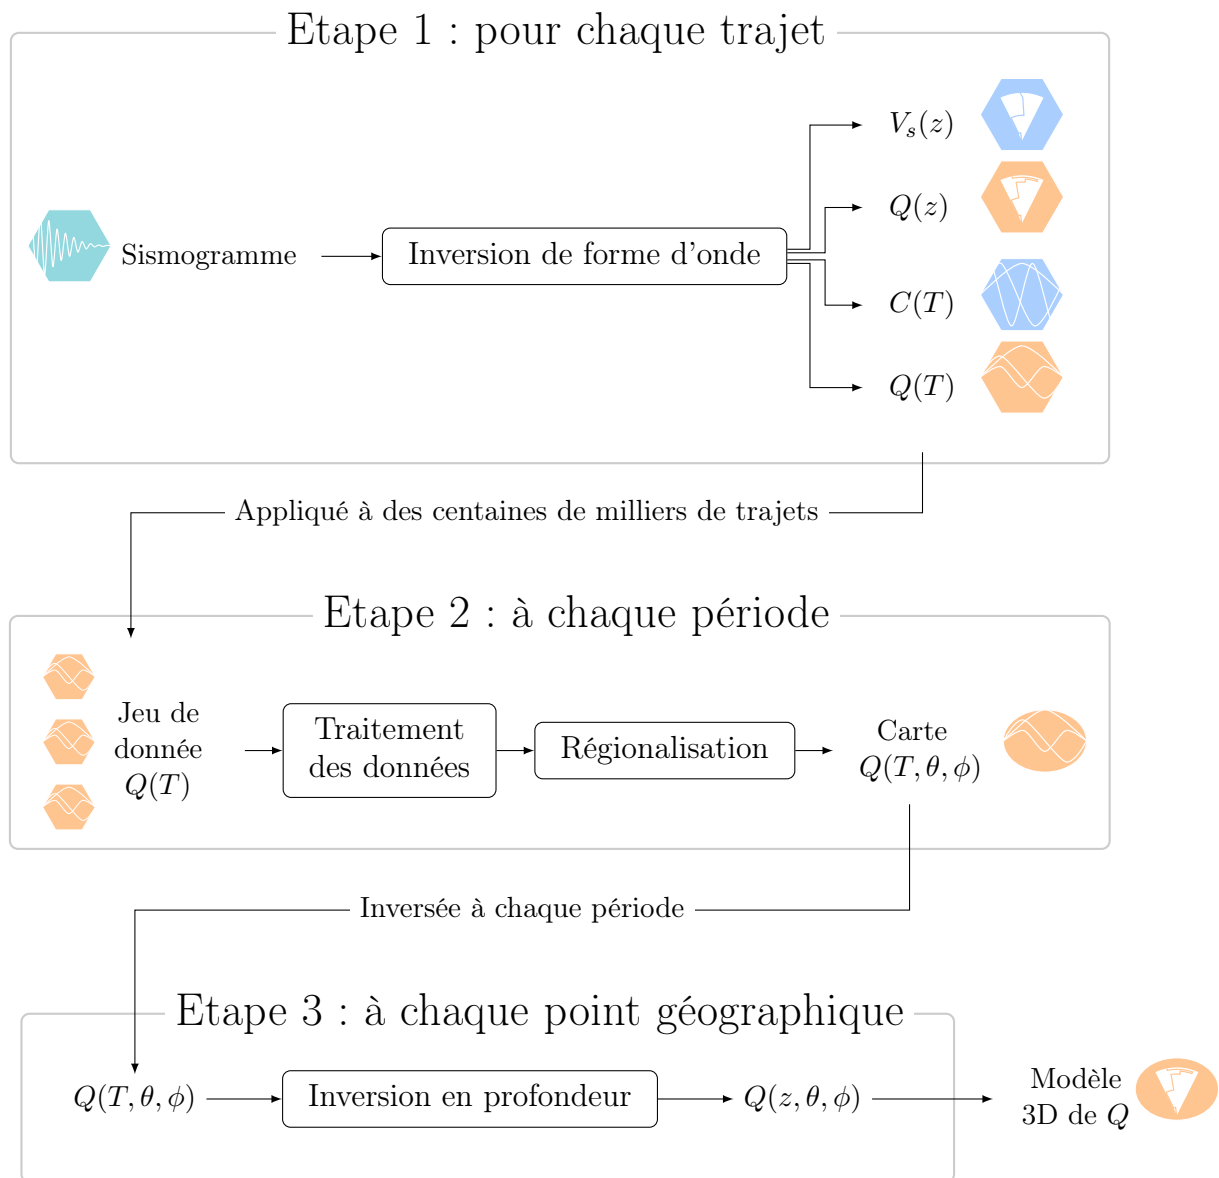 Etape 1 : pour chaque trajet
Sismogramme
Inversion de forme d'onde
V_s(z)
Q(z)
C(T)
Q(T)
Appliqué à des centaines de milliers de trajets
Etape 2 : à chaque période
Jeu de
donnée
Q(T)
Traitement
des données
Régionalisation
Carte
Q(T, θ, ϕ)
Inversée à chaque période
Etape 3 : à chaque point géographique
Q(T, θ, ϕ)
Inversion en profondeur
Q(z, θ, ϕ)
Modèle
3D de Q